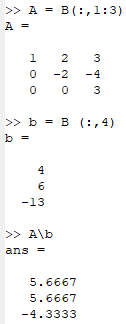 >> A = B(:,1:3)
A =
1 2 3
0 -2 -4
0 0 3
>> b = B (:,4)
b =
4
6
-13
>> A\b
ans =
5.6667
5.6667
-4.3333